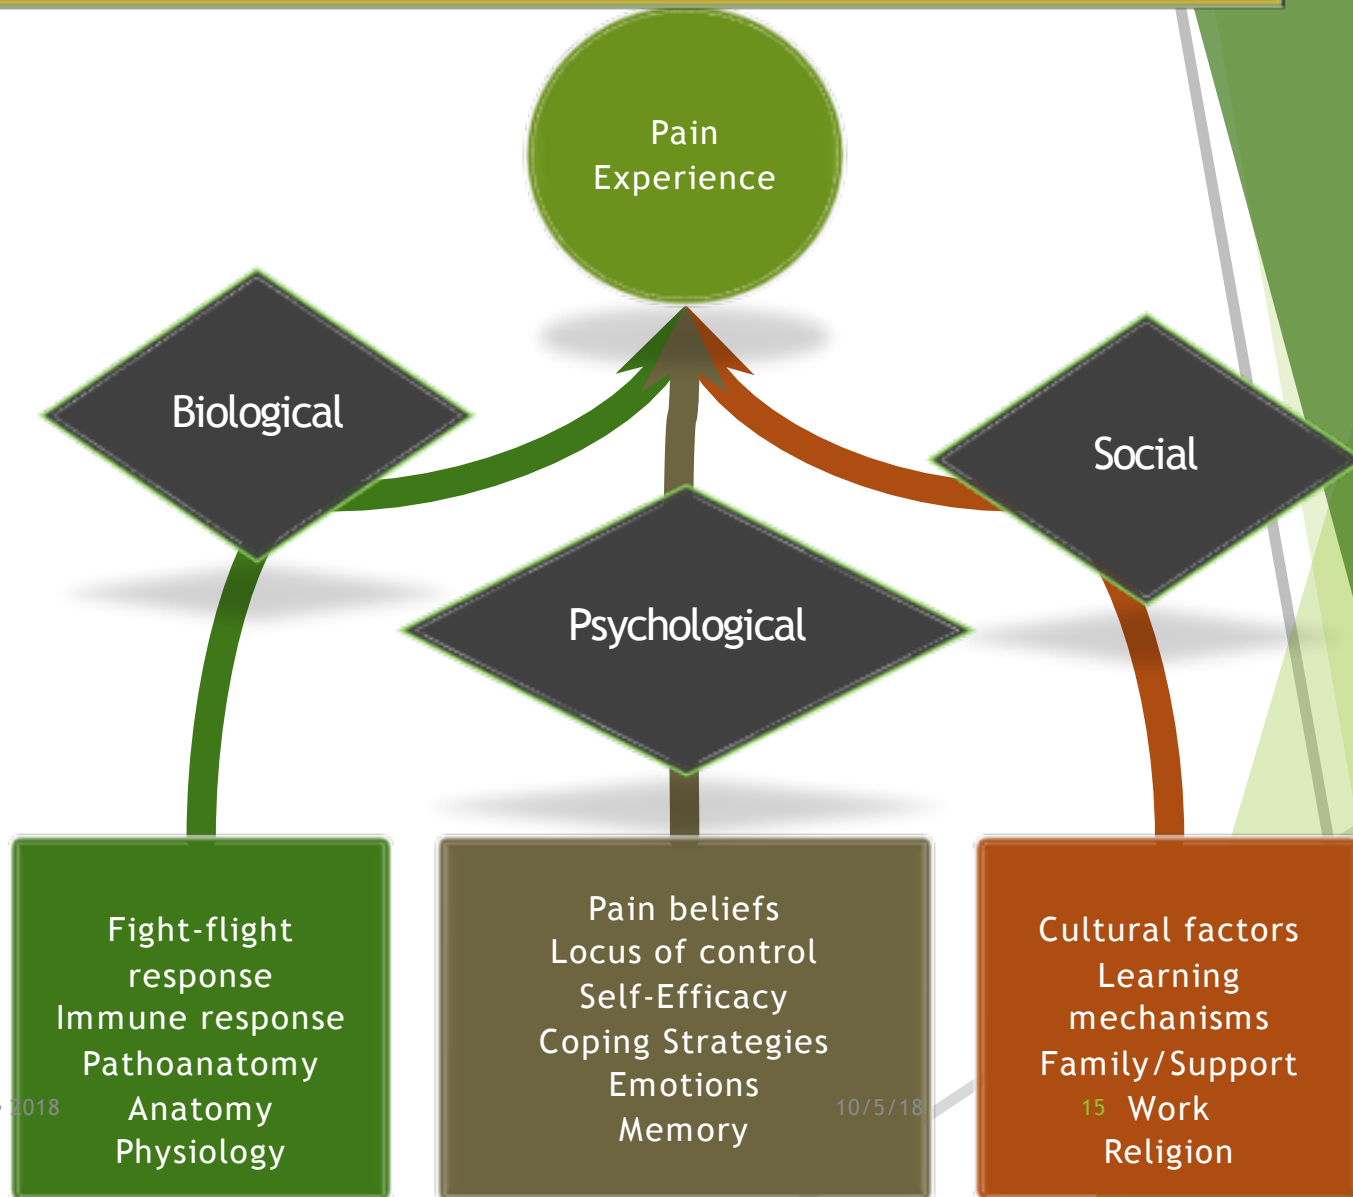 Pain
Experience
Biological
Social
Psychological
Fight-flight
response
Immune response
Pathoanatomy
Anatomy
Physiology
Pain beliefs
Locus of control
Self-Efficacy
Coping Strategies
Emotions
Memory
Cultural factors
Learning
mechanisms
Family/Support
Work
Religion
2018
10/5/18
15